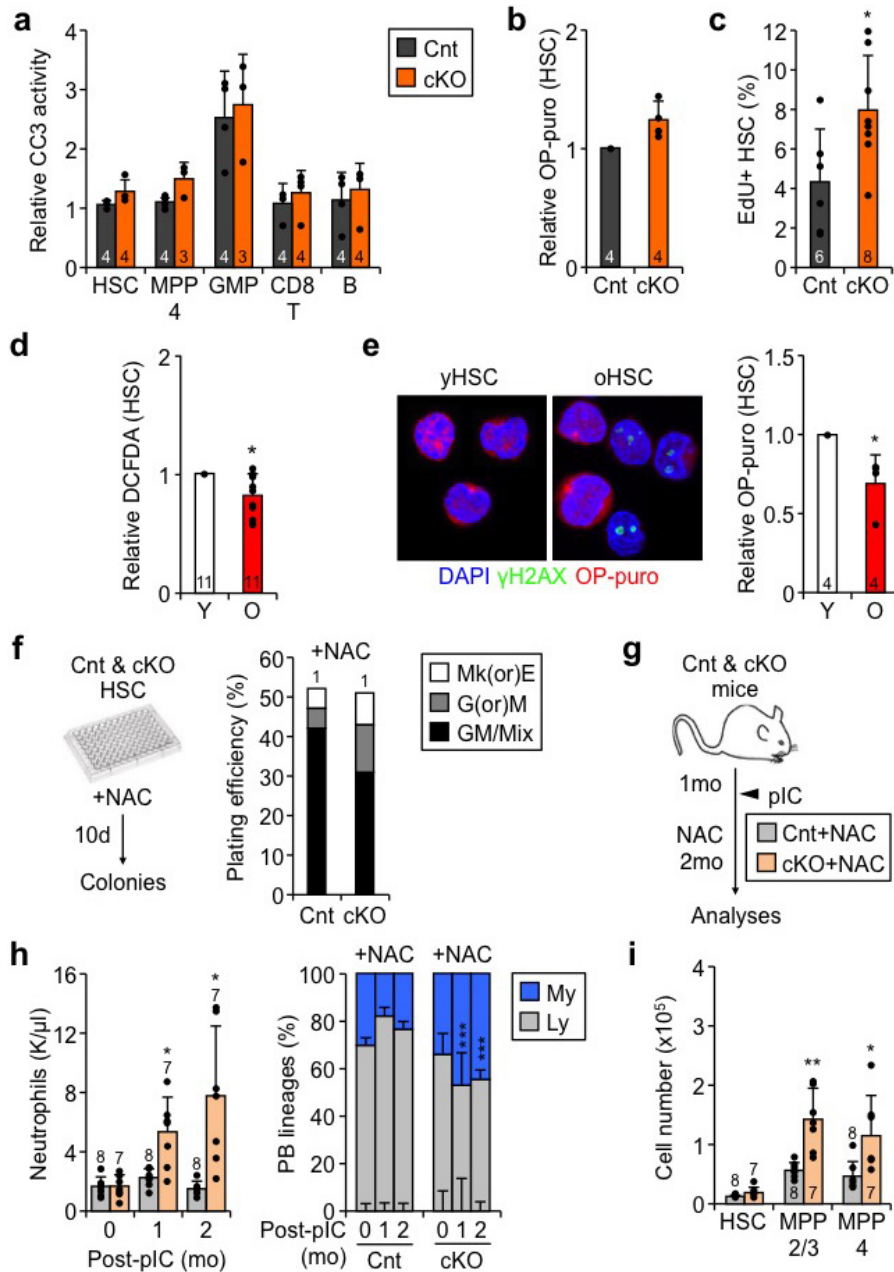 a
Relative CC3 activity
4
3
2
1
0
4 4 4 3 4 3 4 4 4 4
HSC MPP GMP CD8 B
4 T
Cnt
cKO
b
Relative OP-puro (HSC)
2
1
0
4 4
Cnt cKO
c
EdU+ HSC (%)
12
10
8
6
4
2
0
*
6 8
Cnt cKO
d
Relative DCFDA (HSC)
2
1
0
*
11 11
Y O
e
yHSC oHSC
DAPI γH2AX OP-puro
Relative OP-puro (HSC)
1.5
1.0
0.5
0
*
4 4
Y O
f
Cnt & cKO
HSC
+NAC
10d
Colonies
+NAC
Plating efficiency (%)
60
50
40
30
20
10
0
1 1
Cnt cKO
Mk(or)E
G(or)M
GM/Mix
g
Cnt & cKO
mice
1mo
pIC
NAC
2mo
Cnt+NAC
cKO+NAC
Analyses
h
Neutrophils (K/µl)
16
12
8
4
0
8 7 8 7 8 7
* *
0 1 2
Post-pIC (mo)
+NAC +NAC
PB lineages (%)
100
80
60
40
20
0
*** ***
Post-pIC 0 1 2 0 1 2
(mo) Cnt cKO
My
Ly
i
Cell number (x10⁵)
4
3
2
1
0
** *
8 7 8 7 8 7
HSC MPP MPP
2/3 4